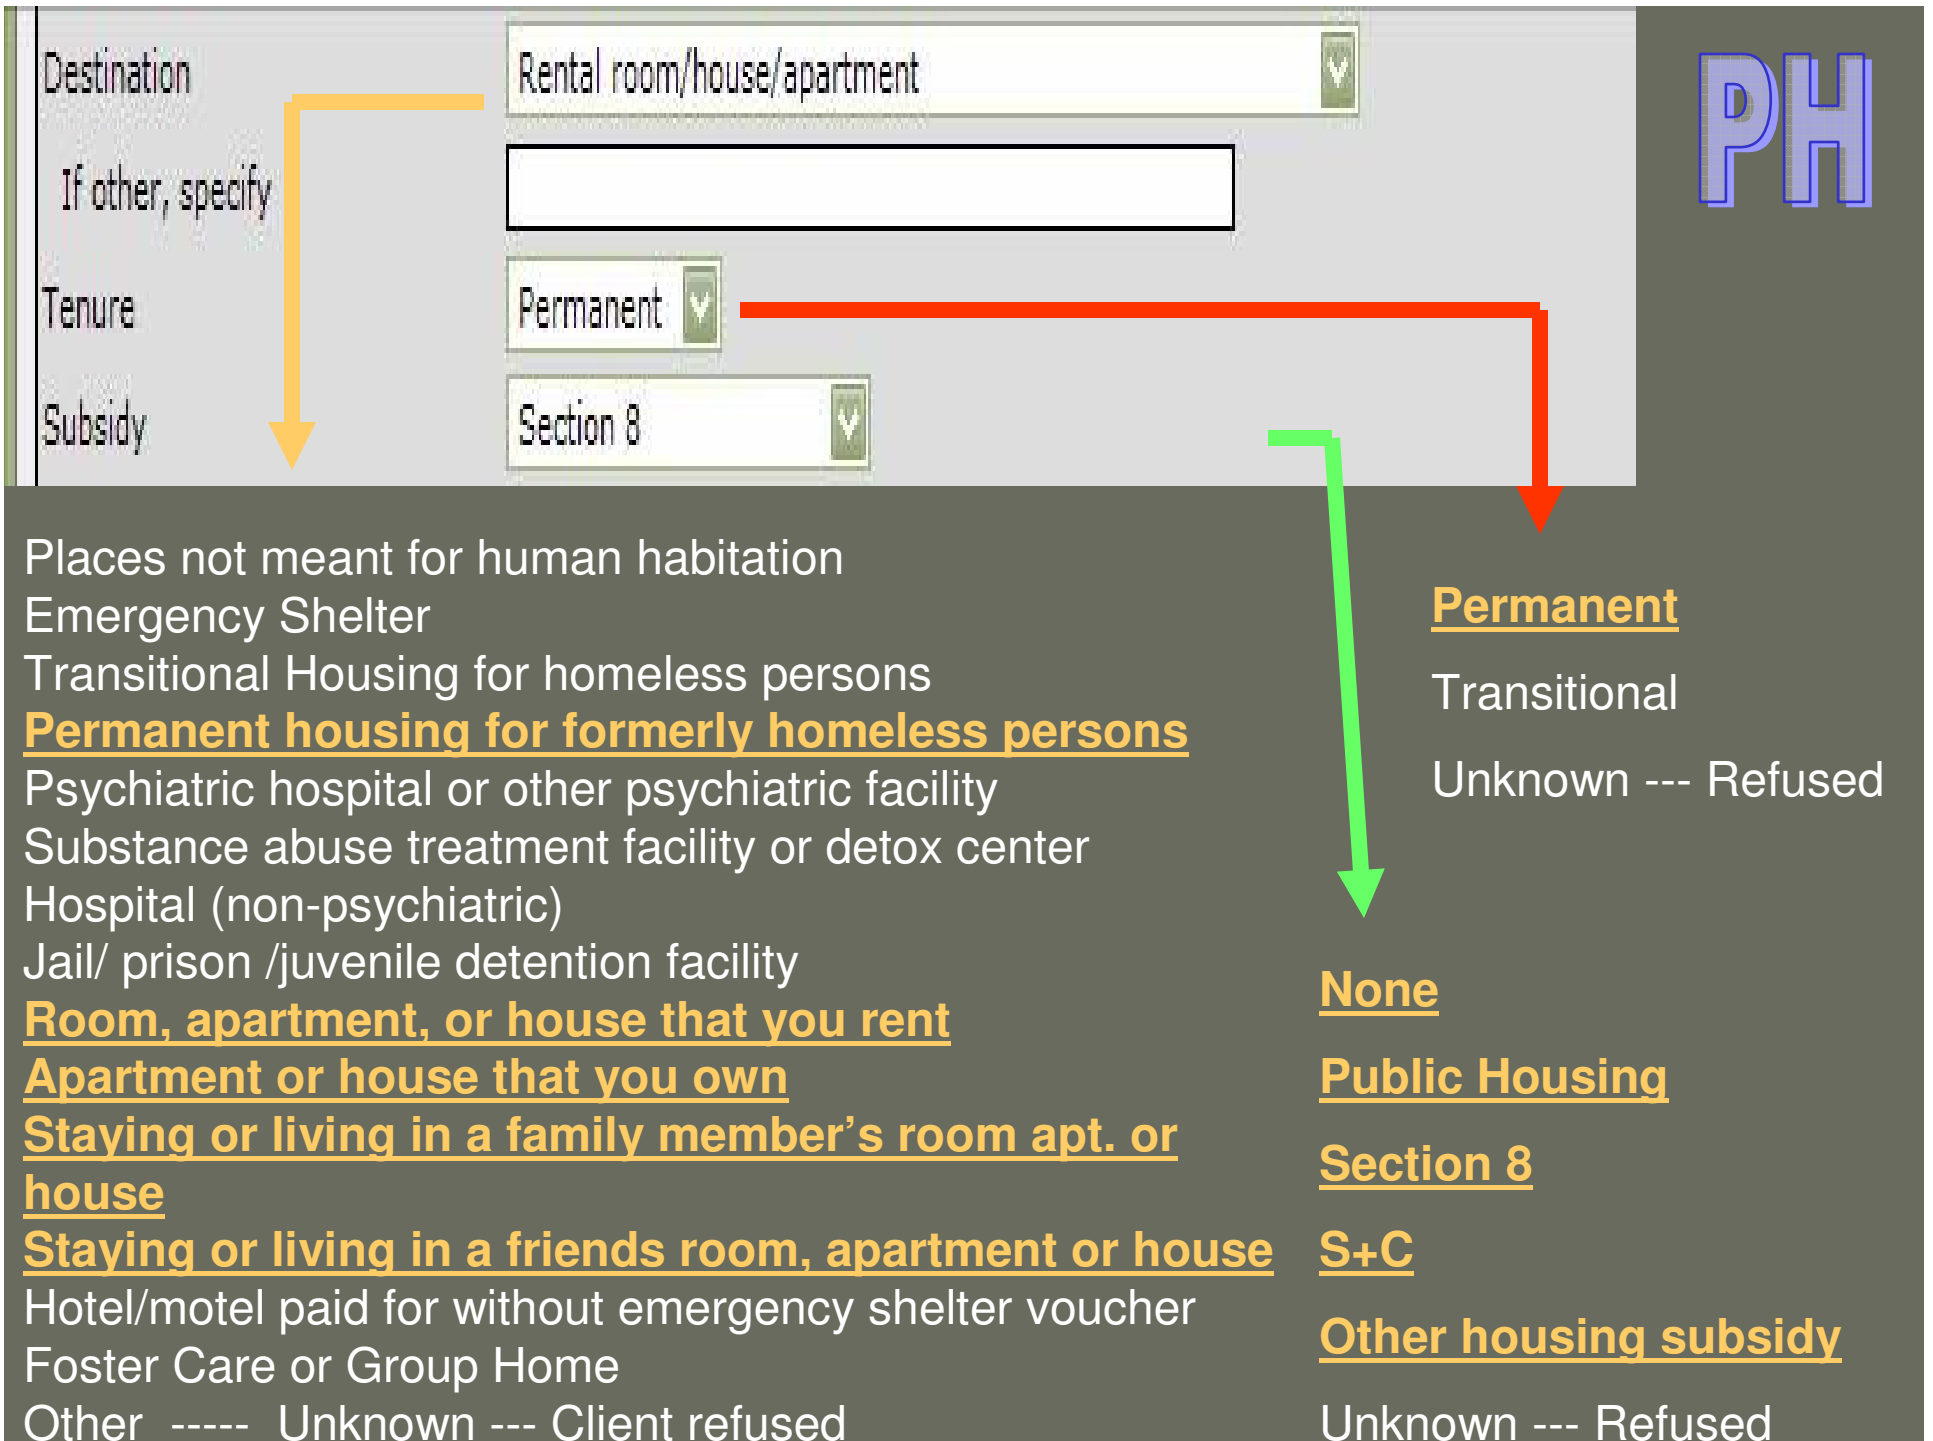 Destination
Rental room/house/apartment
PH
If other, specify
Tenure
Permanent
Subsidy
Section 8
Places not meant for human habitation
Emergency Shelter
Transitional Housing for homeless persons
Permanent housing for formerly homeless persons
Psychiatric hospital or other psychiatric facility
Substance abuse treatment facility or detox center
Hospital (non-psychiatric)
Jail/ prison /juvenile detention facility
Room, apartment, or house that you rent
Apartment or house that you own
Staying or living in a family member’s room apt. or
house
Staying or living in a friends room, apartment or house
Hotel/motel paid for without emergency shelter voucher
Foster Care or Group Home
Other ----- Unknown --- Client refused
Permanent
Transitional
Unknown --- Refused
None
Public Housing
Section 8
S+C
Other housing subsidy
Unknown --- Refused